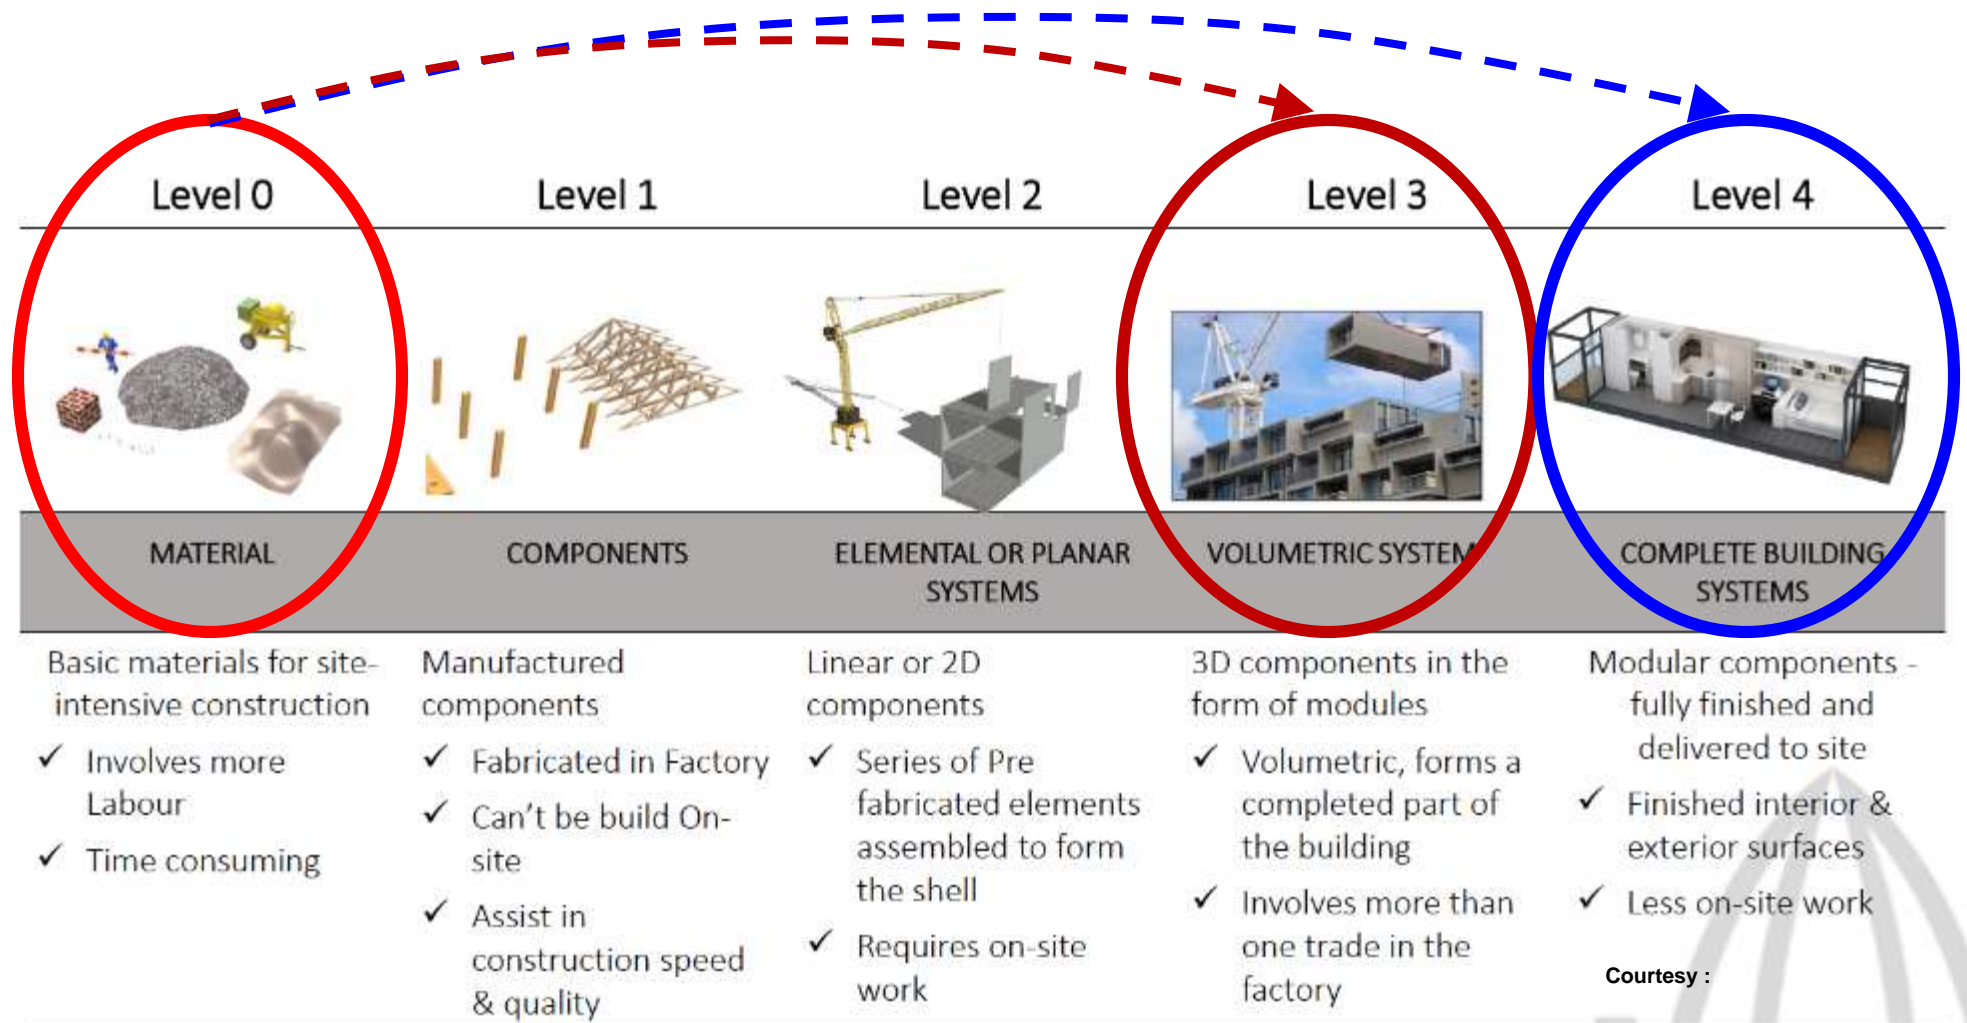 Level 0
Level 1
Level 2
Level 3
Level 4
MATERIAL
COMPONENTS
ELEMENTAL OR PLANAR
SYSTEMS
VOLUMETRIC SYSTEM
COMPLETE BUILDING
SYSTEMS
Basic materials for site-
intensive construction
✓ Involves more
Labour
✓ Time consuming
Manufactured
components
✓ Fabricated in Factory
✓ Can't be build On-
site
✓ Assist in
construction speed
& quality
Linear or 2D
components
✓ Series of Pre
fabricated elements
assembled to form
the shell
✓ Requires on-site
work
3D components in the
form of modules
✓ Volumetric, forms a
completed part of
the building
✓ Involves more than
one trade in the
factory
Modular components -
fully finished and
delivered to site
✓ Finished interior &
exterior surfaces
✓ Less on-site work
Courtesy :